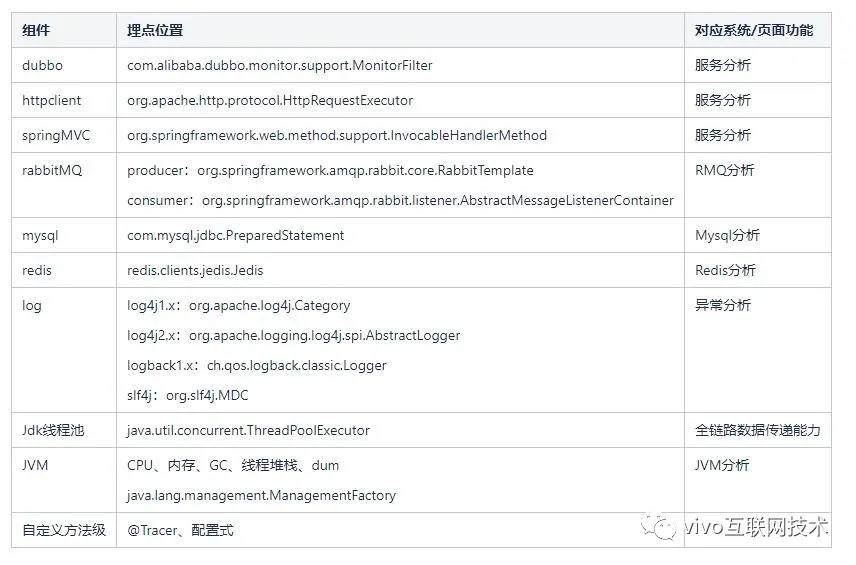 组件 埋点位置 对应系统/页面功能
dubbo com.alibaba.dubbo.monitor.support.MonitorFilter 服务分析
httpclient org.apache.http.protocol.HttpRequestExecutor 服务分析
springMVC org.springframework.web.method.support.InvocableHandlerMethod 服务分析
rabbitMQ producer：org.springframework.amqp.rabbit.core.RabbitTemplate RMQ分析
consumer：org.springframework.amqp.rabbit.listener.AbstractMessageListenerContainer
mysql com.mysql.jdbc.PreparedStatement Mysql分析
redis redis.clients.jedis.Jedis Redis分析
log log4j1.x：org.apache.log4j.Category 异常分析
log4j2.x：org.apache.logging.log4j.spi.AbstractLogger
logback1.x：ch.qos.logback.classic.Logger
slf4j：org.slf4j.MDC
Jdk线程池 java.util.concurrent.ThreadPoolExecutor 全链路数据传递能力
JVM CPU、内存、GC、线程堆栈、dum JVM分析
java.lang.management.ManagementFactory
自定义方法级 @Tracer、配置式
vivo互联网技术